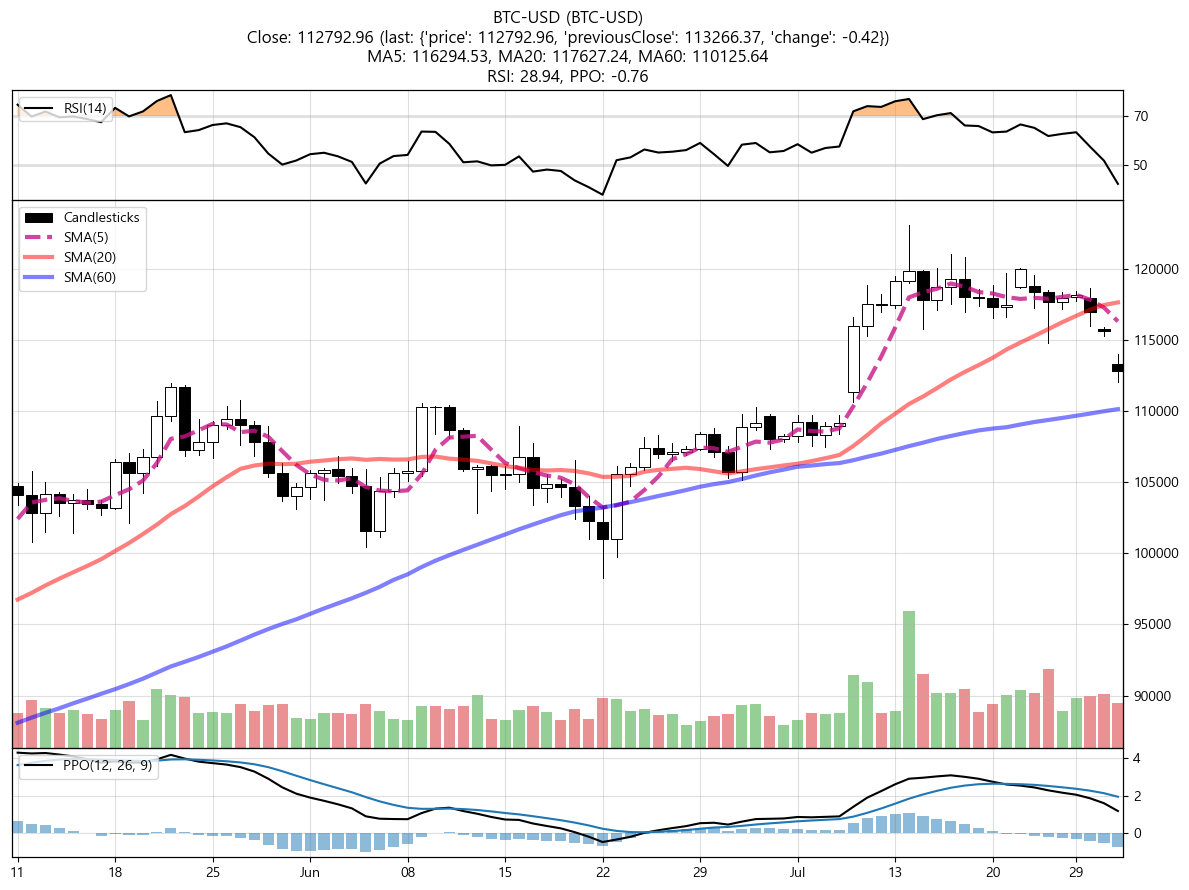 BTC-USD (BTC-USD)
Close: 112792.96 (last: {'price': 112792.96, 'previousClose': 113266.37, 'change': -0.42})
MA5: 116294.53, MA20: 117627.24, MA60: 110125.64
RSI: 28.94, PPO: -0.76
RSI(14)
70
50
Candlesticks
SMA(5)
SMA(20)
SMA(60)
120000
115000
110000
105000
100000
95000
90000
PPO(12, 26, 9)
4
2
0
11 18 25 Jun 08 15 22 29 Jul 13 20 29